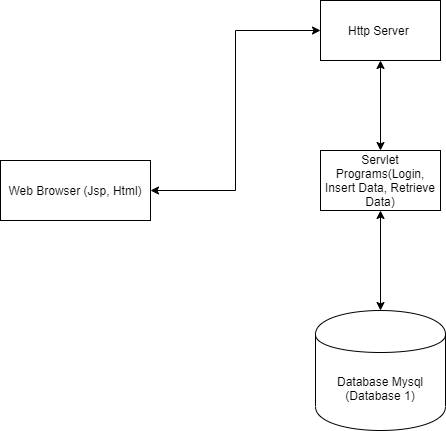 Http Server
Servlet
Programs(Login,
Insert Data, Retrieve
Data)
Web Browser (Jsp, Html)
Database Mysql
(Database 1)